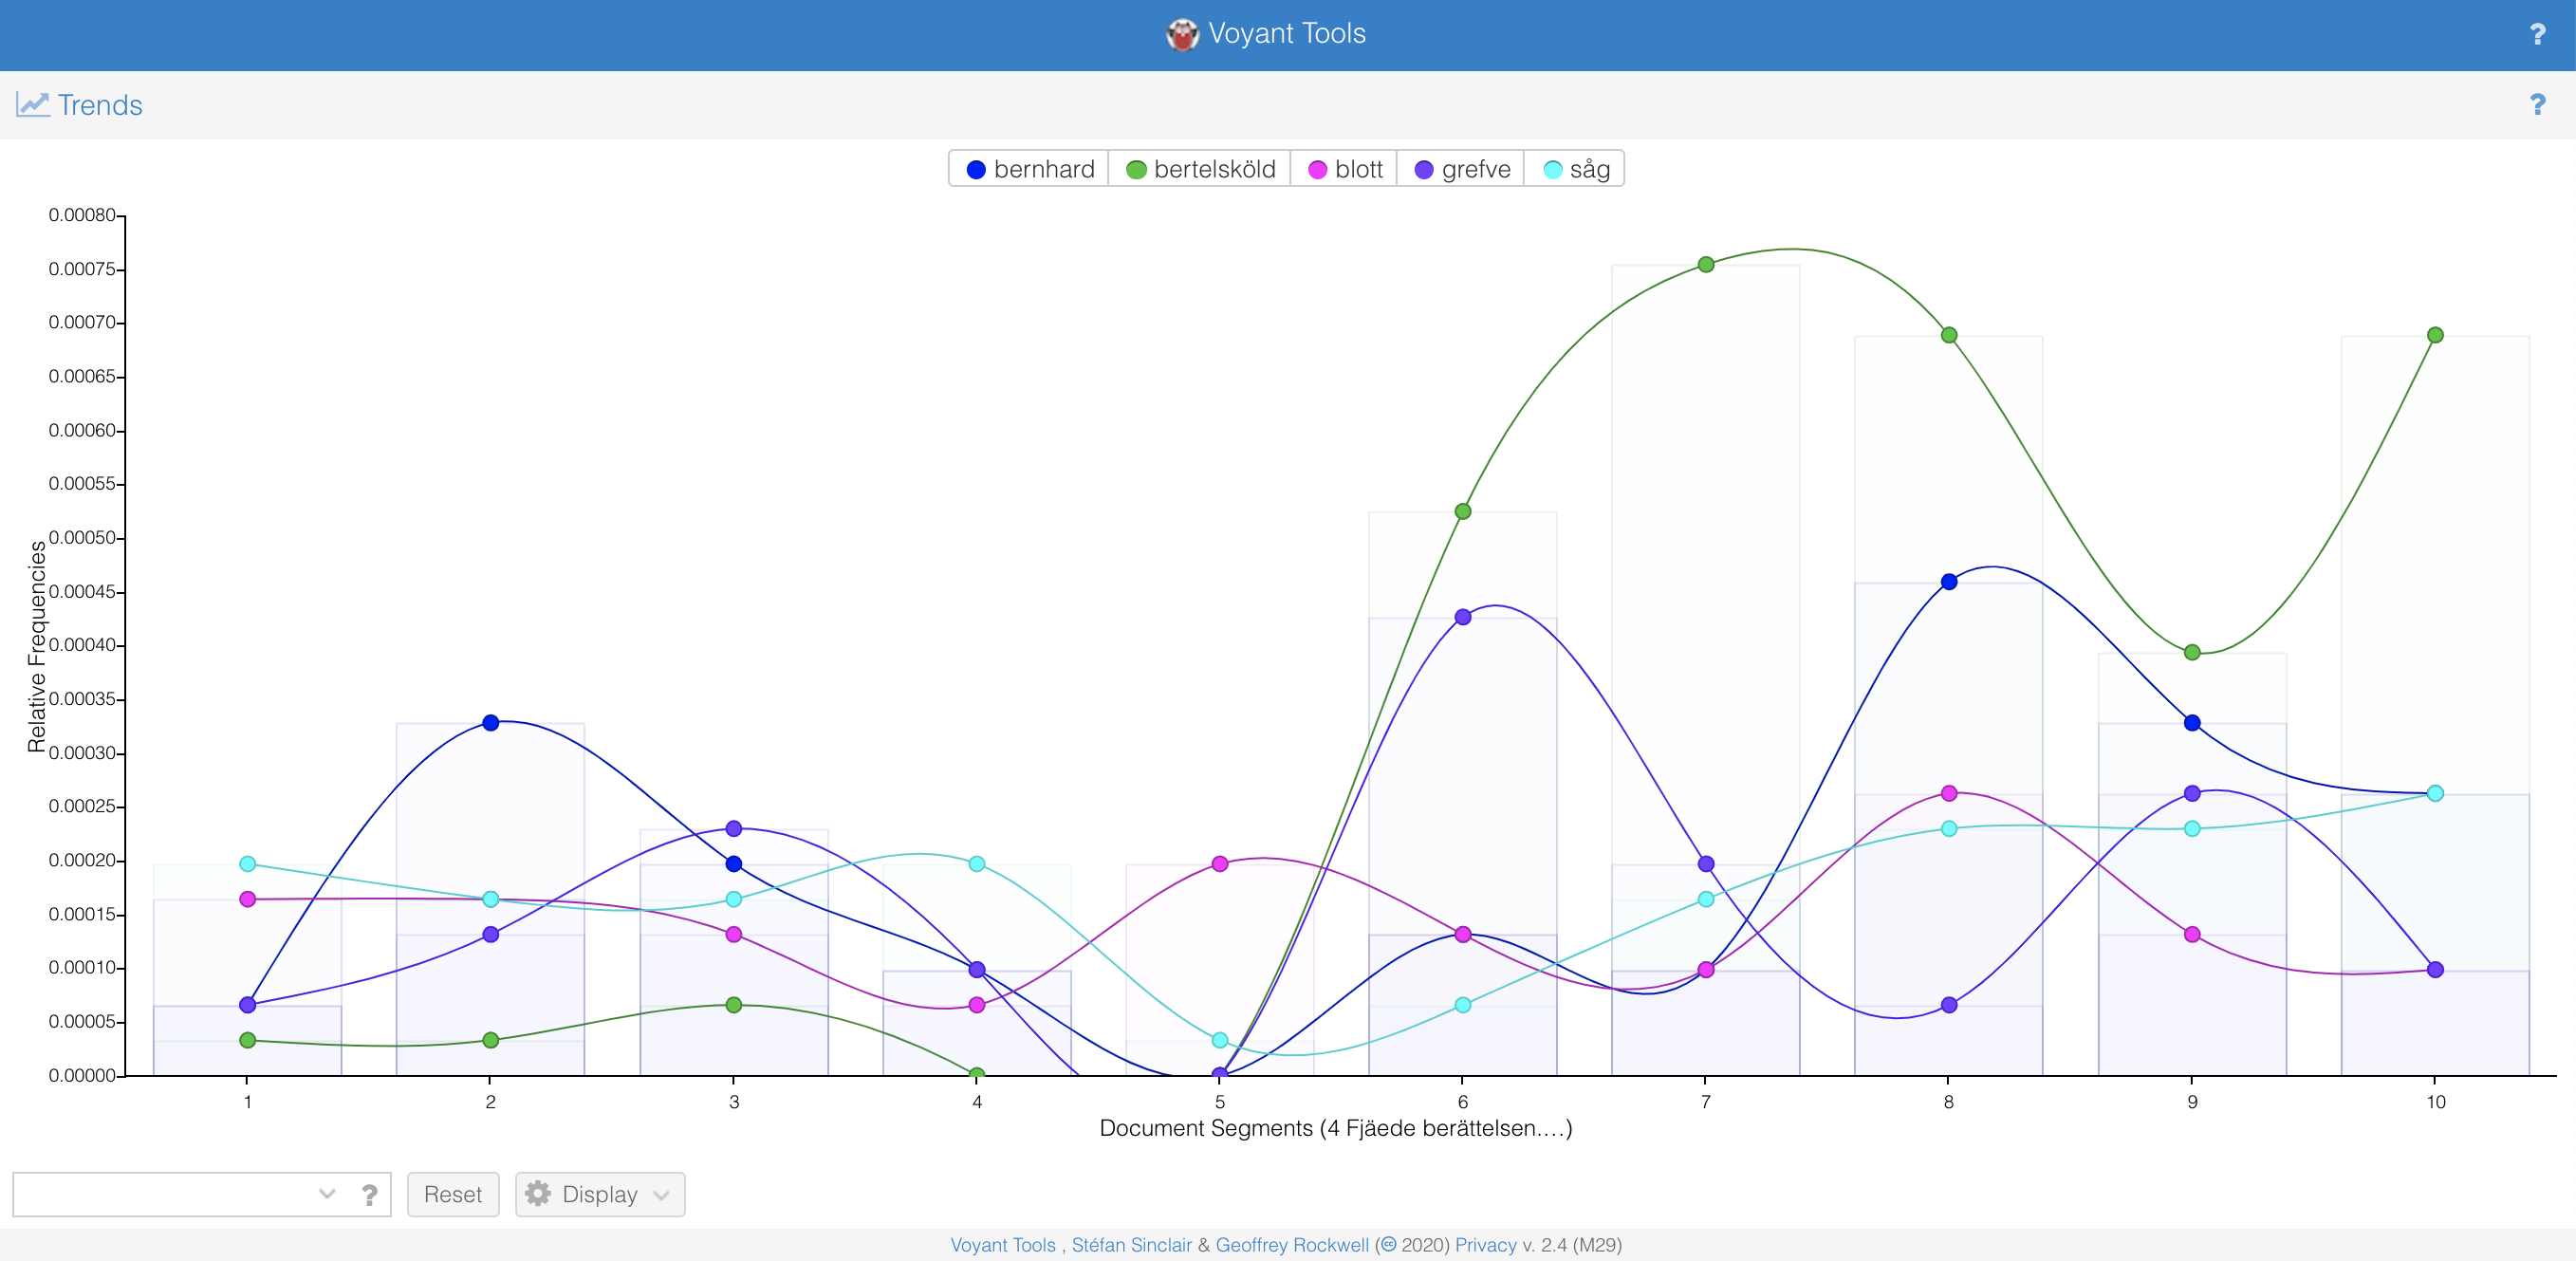 Voyant Tools ?
Trends ?
bernhard bertelsköld blott grefve såg
0.00080
0.00075
0.00070
0.00065
0.00060
0.00055
0.00050
0.00045
0.00040
0.00035
0.00030
0.00025
0.00020
0.00015
0.00010
0.00005
0.00000
Relative Frequencies
1 2 3 4 5 6 7 8 9 10
Document Segments (4 Fjäede berättelsen....)
? Reset Display
Voyant Tools , Stéfan Sinclair & Geoffrey Rockwell (🄯 2020) Privacy v. 2.4 (M29)